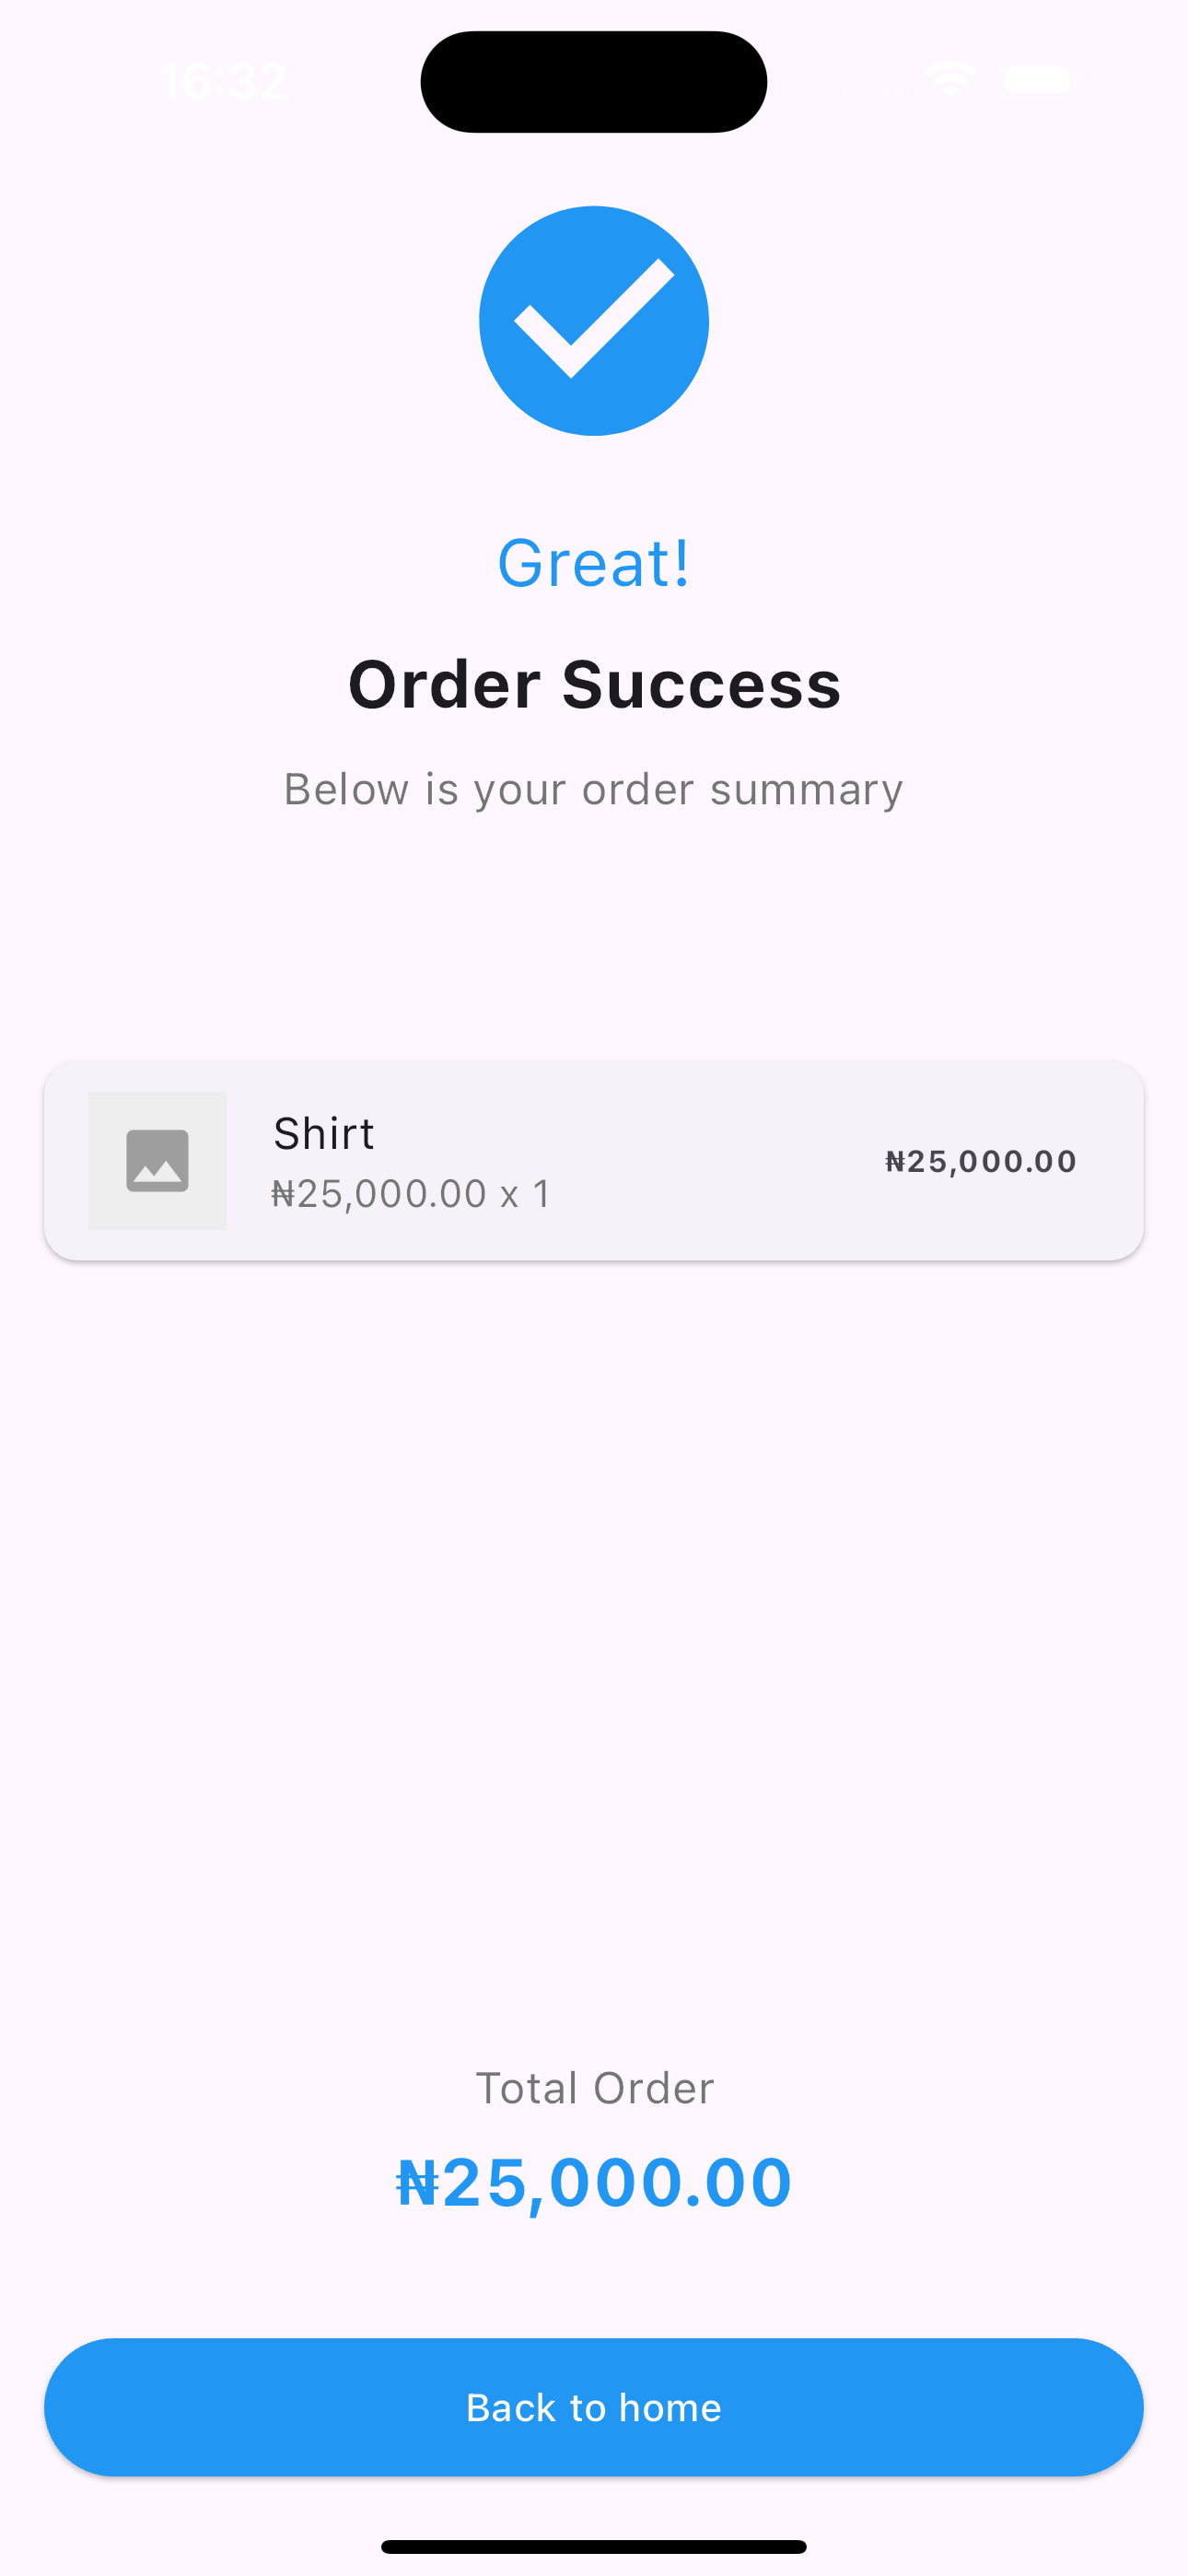 16:32
Great!
Order Success
Below is your order summary
Shirt
₦25,000.00 x 1
₦25,000.00
Total Order
₦25,000.00
Back to home